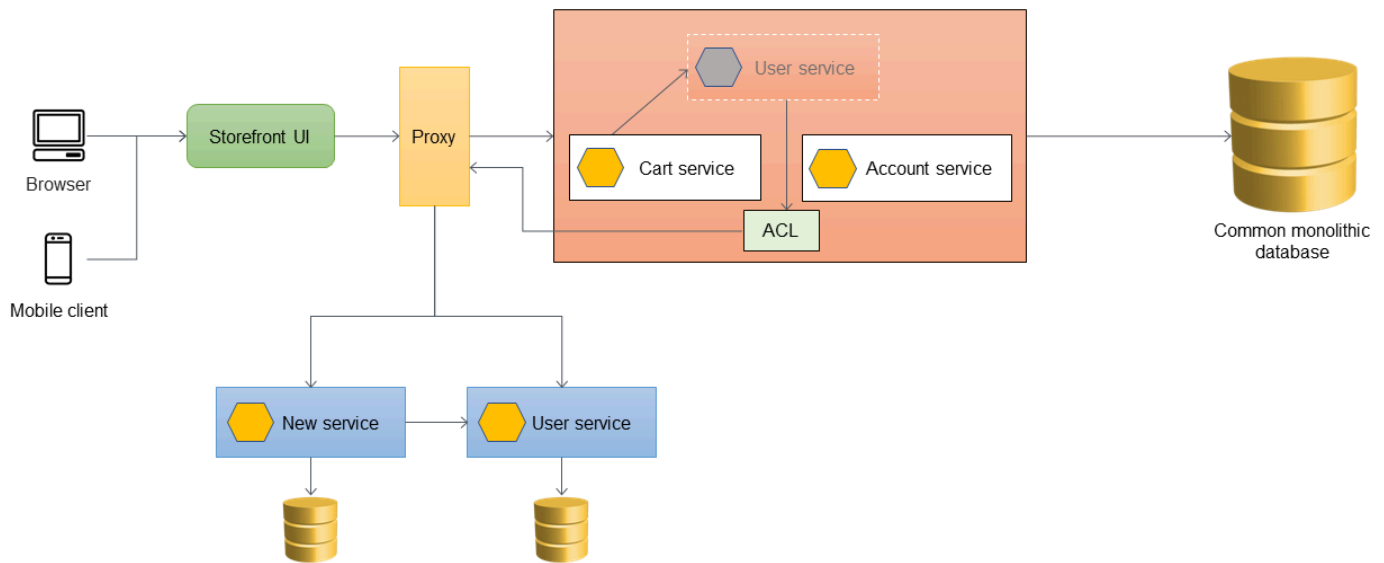 User service
Storefront UI
Proxy
Cart service
Account service
Browser
ACL
Common monolithic
database
Mobile client
New service
User service